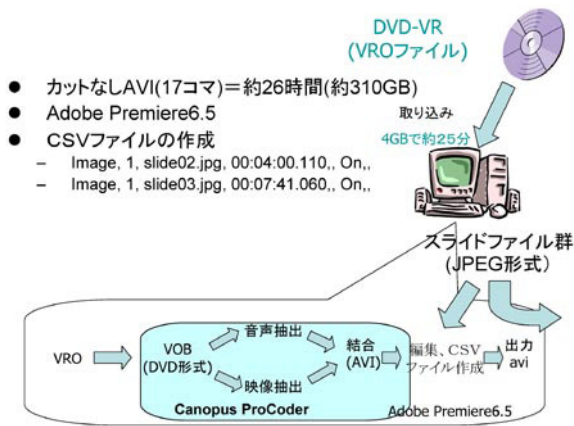 DVD-VR
(VROファイル)
● カットなしAVI(17コマ)＝約26時間(約310GB)
● Adobe Premiere6.5
● CSVファイルの作成
– Image, 1, slide02.jpg, 00:04:00.110,, On,,
– Image, 1, slide03.jpg, 00:07:41.060,, On,,
取り込み
4GBで約25分
スライドファイル群
(JPEG形式)
VRO
VOB
(DVD形式)
音声抽出
映像抽出
結合
(AVI)
Canopus ProCoder
編集、CSV
ファイル作成
出力
avi
Adobe Premiere6.5